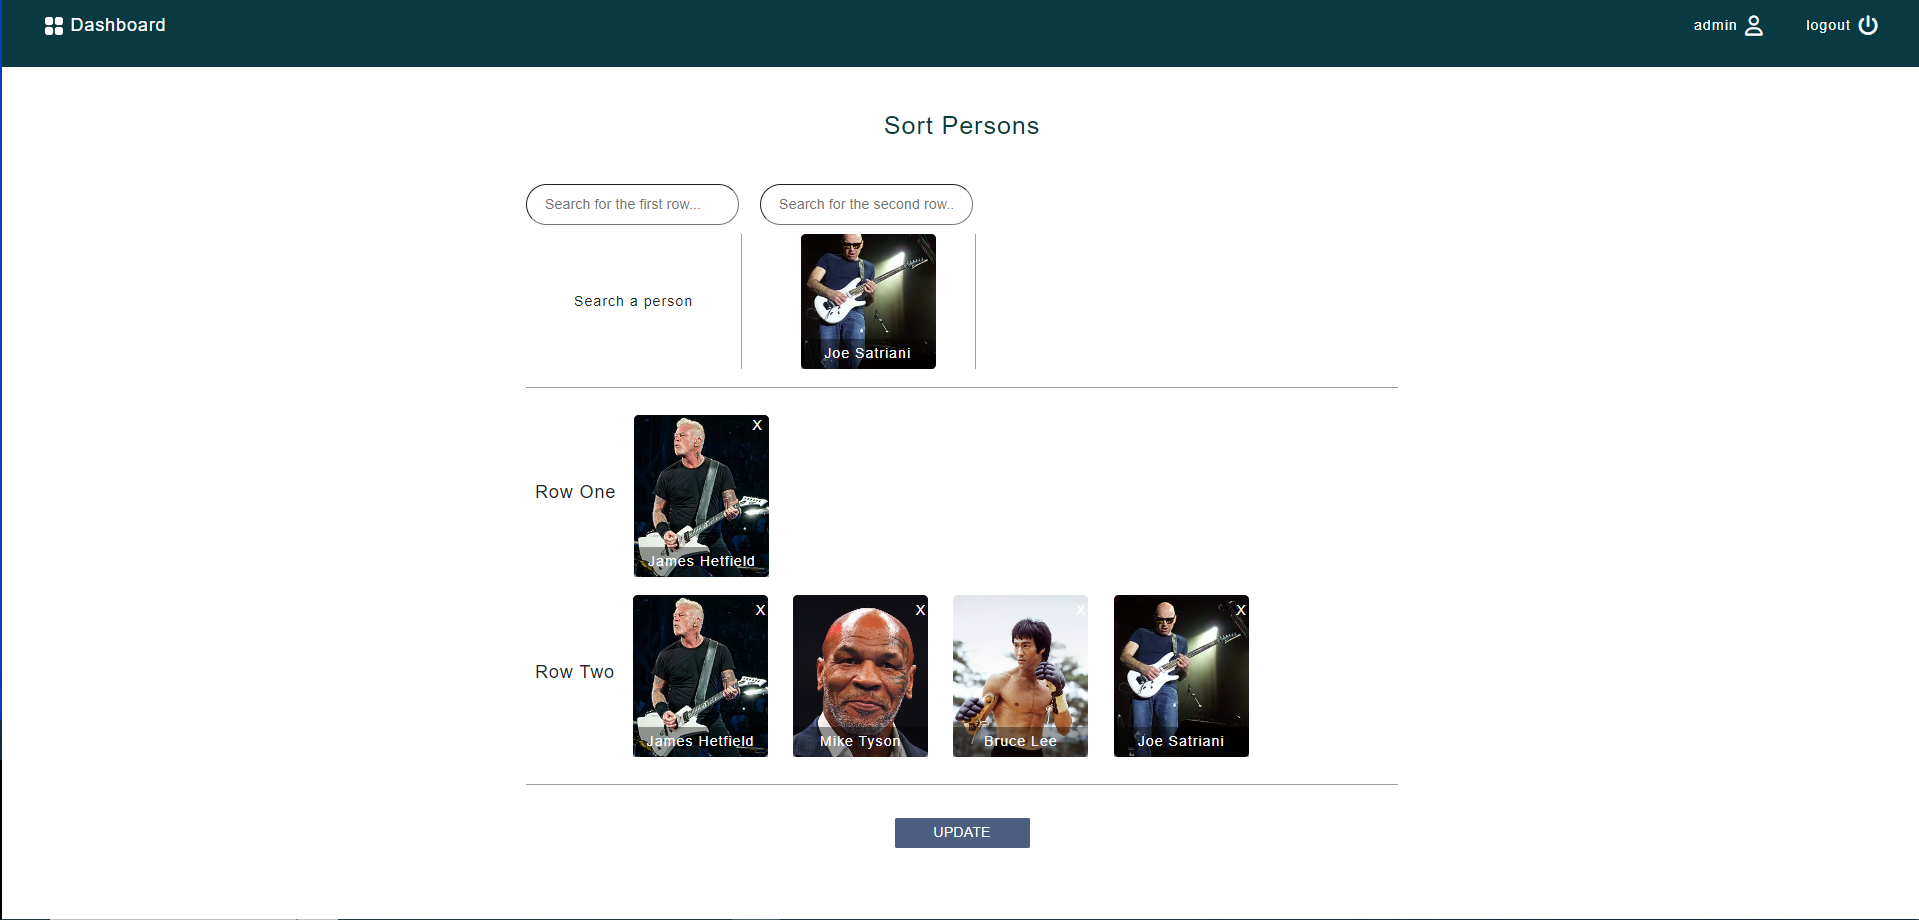 Dashboard
admin
logout
Sort Persons
Search for the first row...
Search for the second row..
Search a person
Joe Satriani
X
Row One
James Hetfield
X
X
X
X
Row Two
James Hetfield
Mike Tyson
Bruce Lee
Joe Satriani
UPDATE